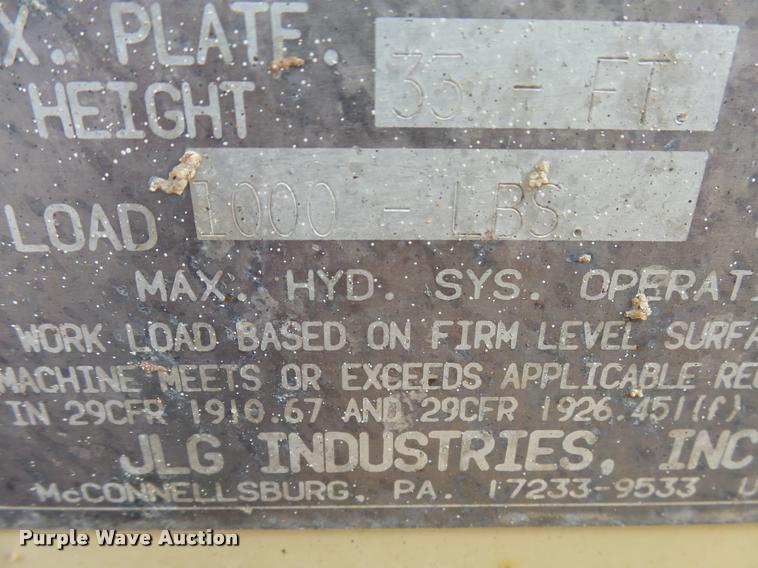 X. PLATF. 33 - FT.
HEIGHT
LOAD 1000 - LBS.
MAX. HYD. SYS. OPERATI
WORK LOAD BASED ON FIRM LEVEL SURFA
MACHINE MEETS OR EXCEEDS APPLICABLE RE
IN 29CFR 1910.67 AND 29CFR 1926.451(f)
JLG INDUSTRIES, INC
McCONNELLSBURG, PA. 17233-9533 U
Purple Wave Auction